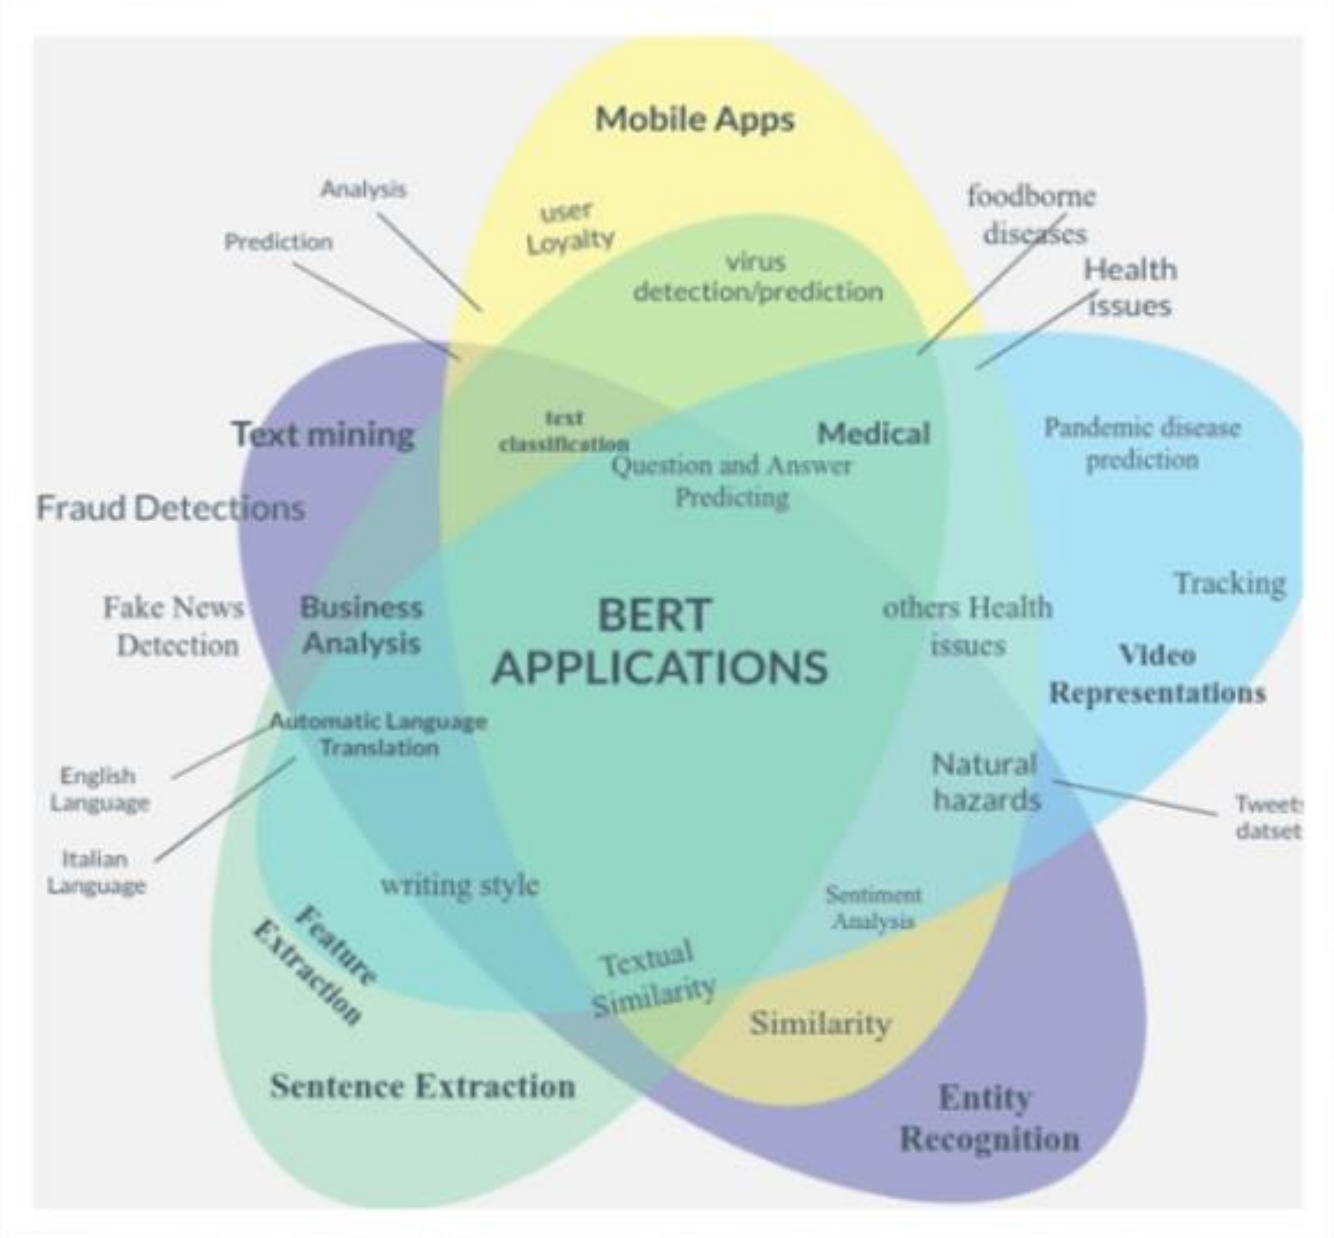 Mobile Apps
Analysis
Prediction
user
Loyalty
virus
detection/prediction
foodborne
diseases
Health
issues
Text mining
text
classification
Question and Answer
Predicting
Medical
Pandemic disease
prediction
Fraud Detections
Fake News
Detection
Business
Analysis
BERT
APPLICATIONS
others Health
issues
Tracking
Video
Representations
Automatic Language
Translation
English
Language
Italian
Language
Natural
hazards
Tweets
datset
writing style
Sentiment
Analysis
Feature
Extraction
Textual
Similarity
Similarity
Sentence Extraction
Entity
Recognition